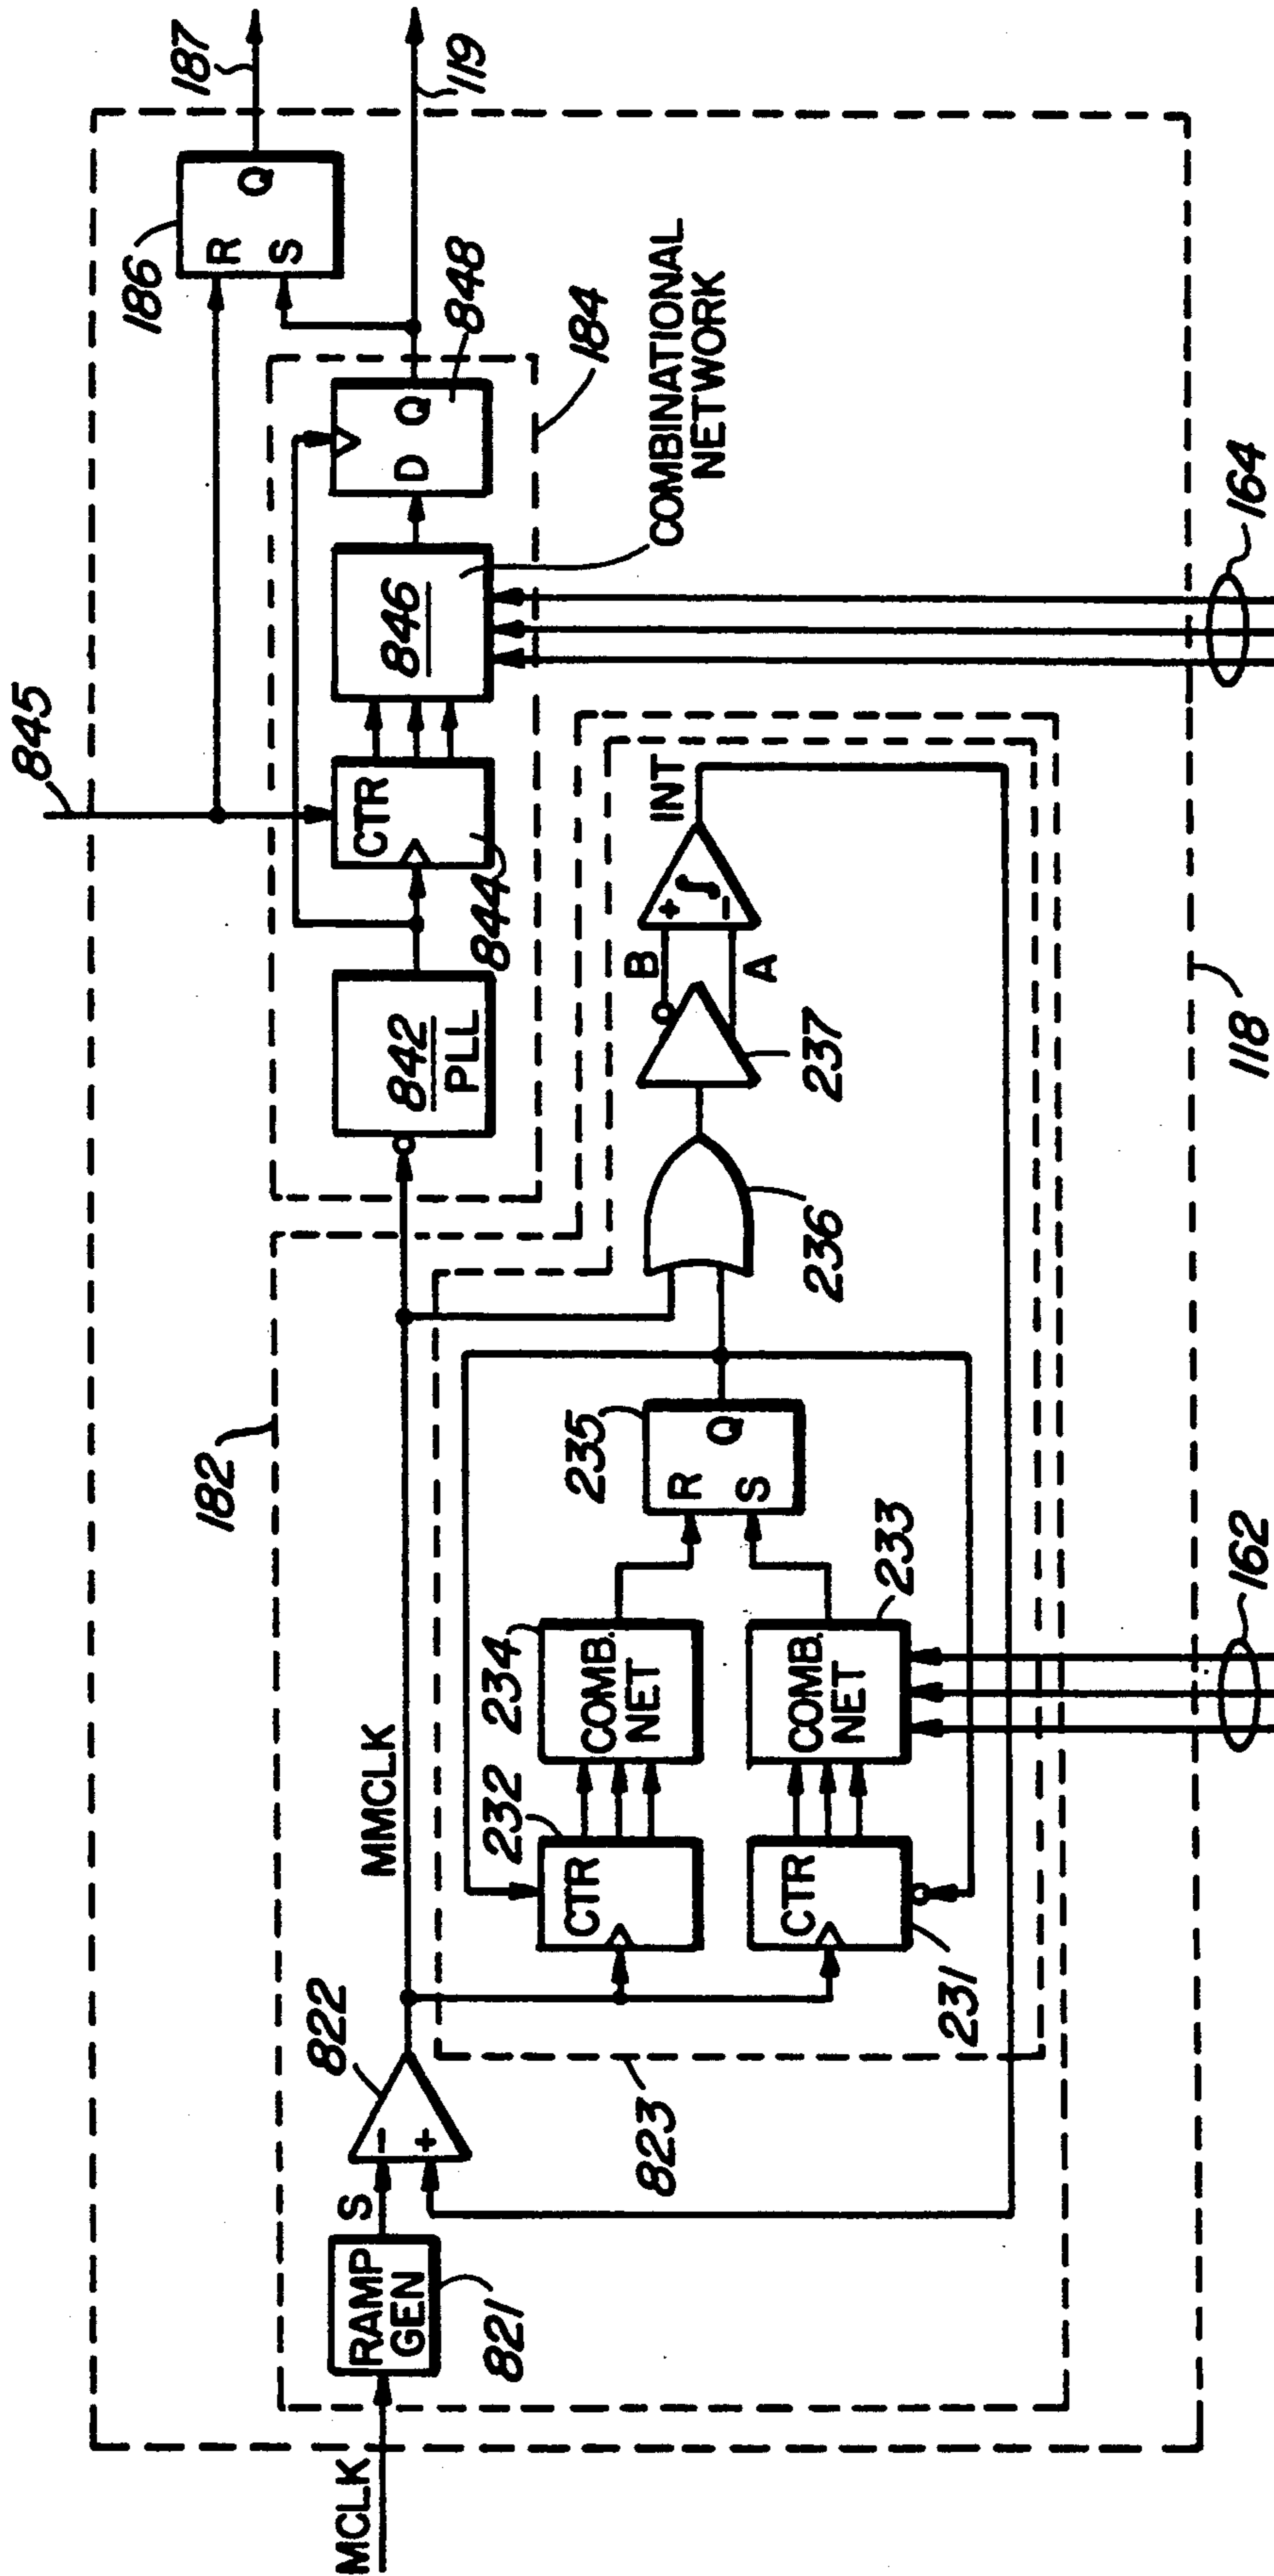 MCLK
RAMP
GEN
821
S
822
-
+
MMCLK
182
823
CTR
232
COMB.
NET
234
CTR
231
COMB.
NET
233
R
S
Q
235
236
237
B
A
+
∫
-
INT
842
PLL
CTR
844
845
846
COMBINATIONAL
NETWORK
D
Q
848
184
R
S
Q
186
187
119
162
164
118